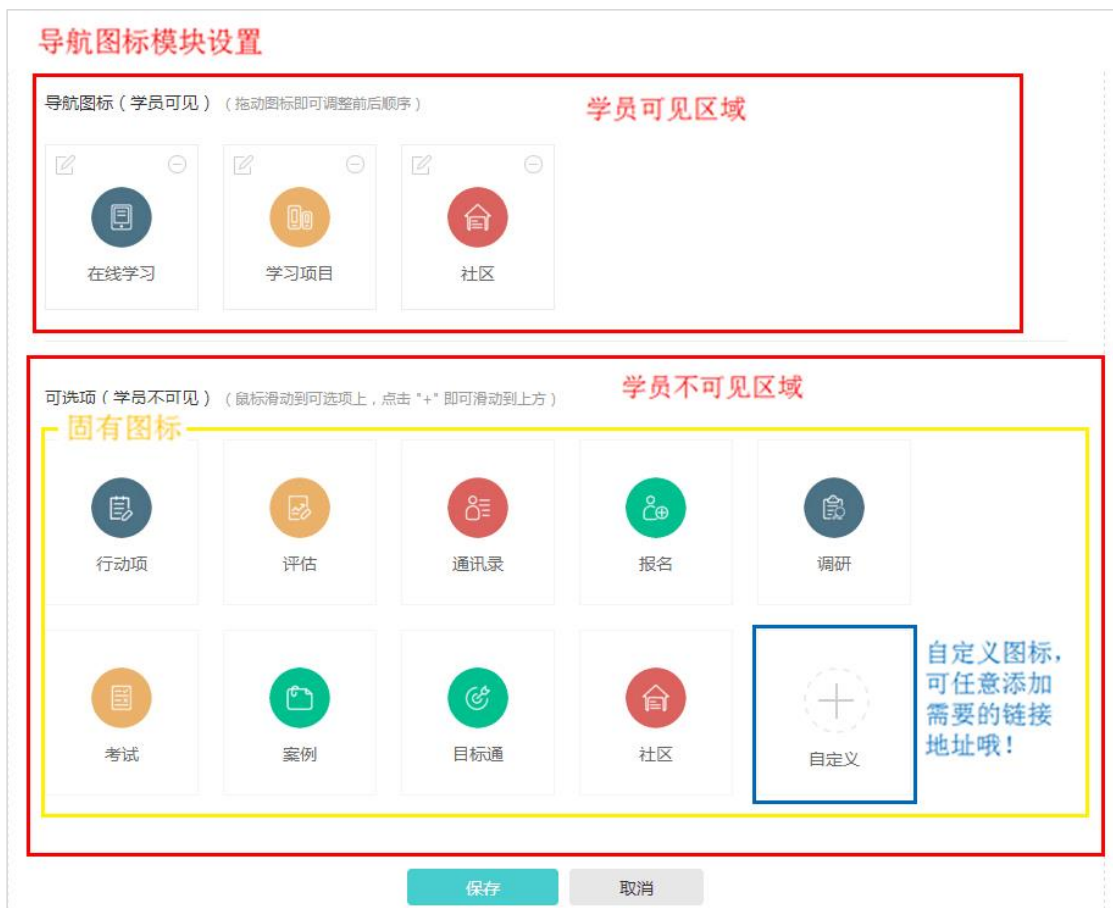 导航图标模块设置
导航图标（学员可见）（拖动图标即可调整前后顺序）
学员可见区域
在线学习 学习项目 社区
可选项（学员不可见）（鼠标滑动到可选项上，点击 "+" 即可滑动到上方）
学员不可见区域
固有图标
行动项 评估 通讯录 报名 调研
考试 案例 目标通 社区 自定义
自定义图标，
可任意添加
需要的链接
地址哦！
保存 取消